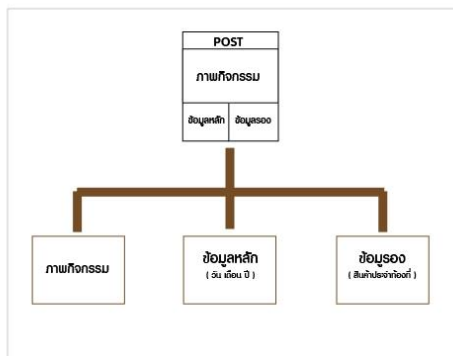 POST
ภาพกิจกรรม
ข้อมูลหลัก ข้อมูลรอง
ภาพกิจกรรม
ข้อมูลหลัก
( วัน เดือน ปี )
ข้อมูรอง
( สินค้าประจำท้องที่ )